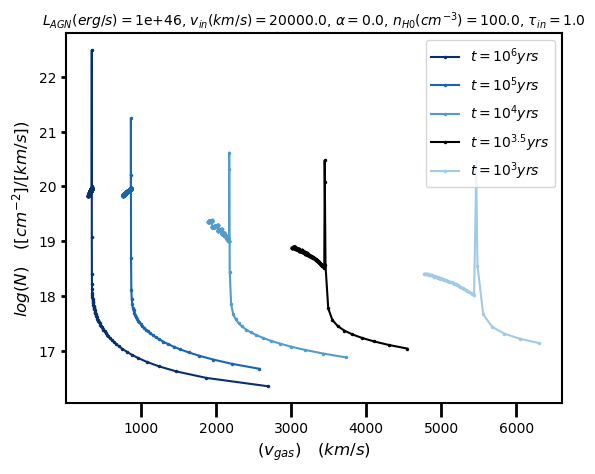 L_AGN(erg/s) = 1e+46, v_in(km/s) = 20000.0, α = 0.0, n_H0(cm^−3) = 100.0, τ_in = 1.0
t = 10^6 yrs
t = 10^5 yrs
t = 10^4 yrs
t = 10^3.5 yrs
t = 10^3 yrs
22
21
20
19
18
17
log(N) ([cm^−2]/[km/s])
1000 2000 3000 4000 5000 6000
(v_gas) (km/s)